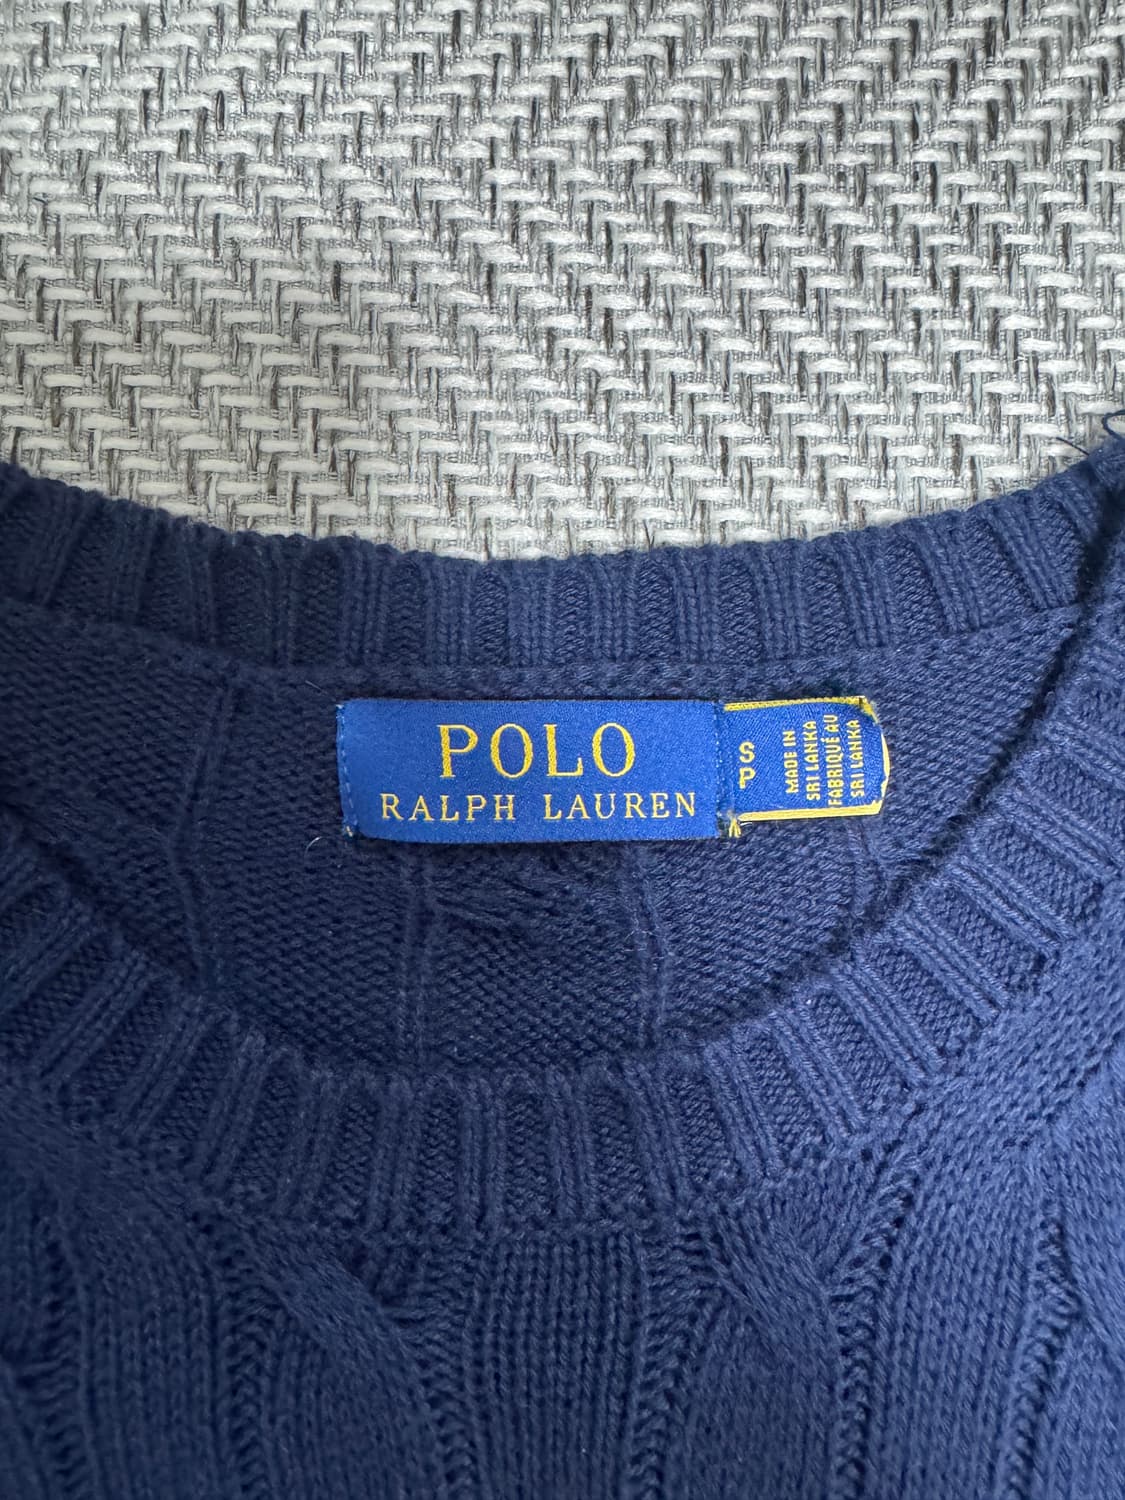 POLO
RALPH LAUREN
S
P
MADE IN
SRI LANKA
FABRIQUÉ AU
SRI LANKA